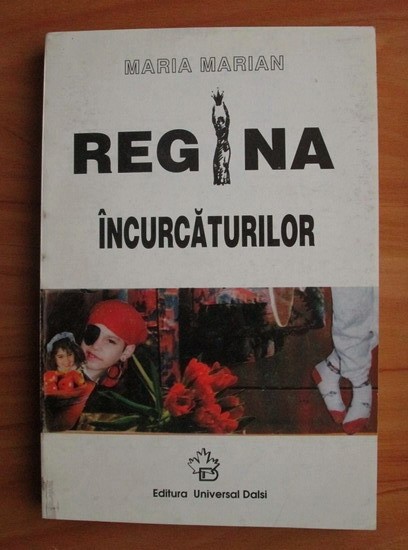 MARIA MARIAN
REGINA
ÎNCURCĂTURILOR
Editura Universal Dalsi